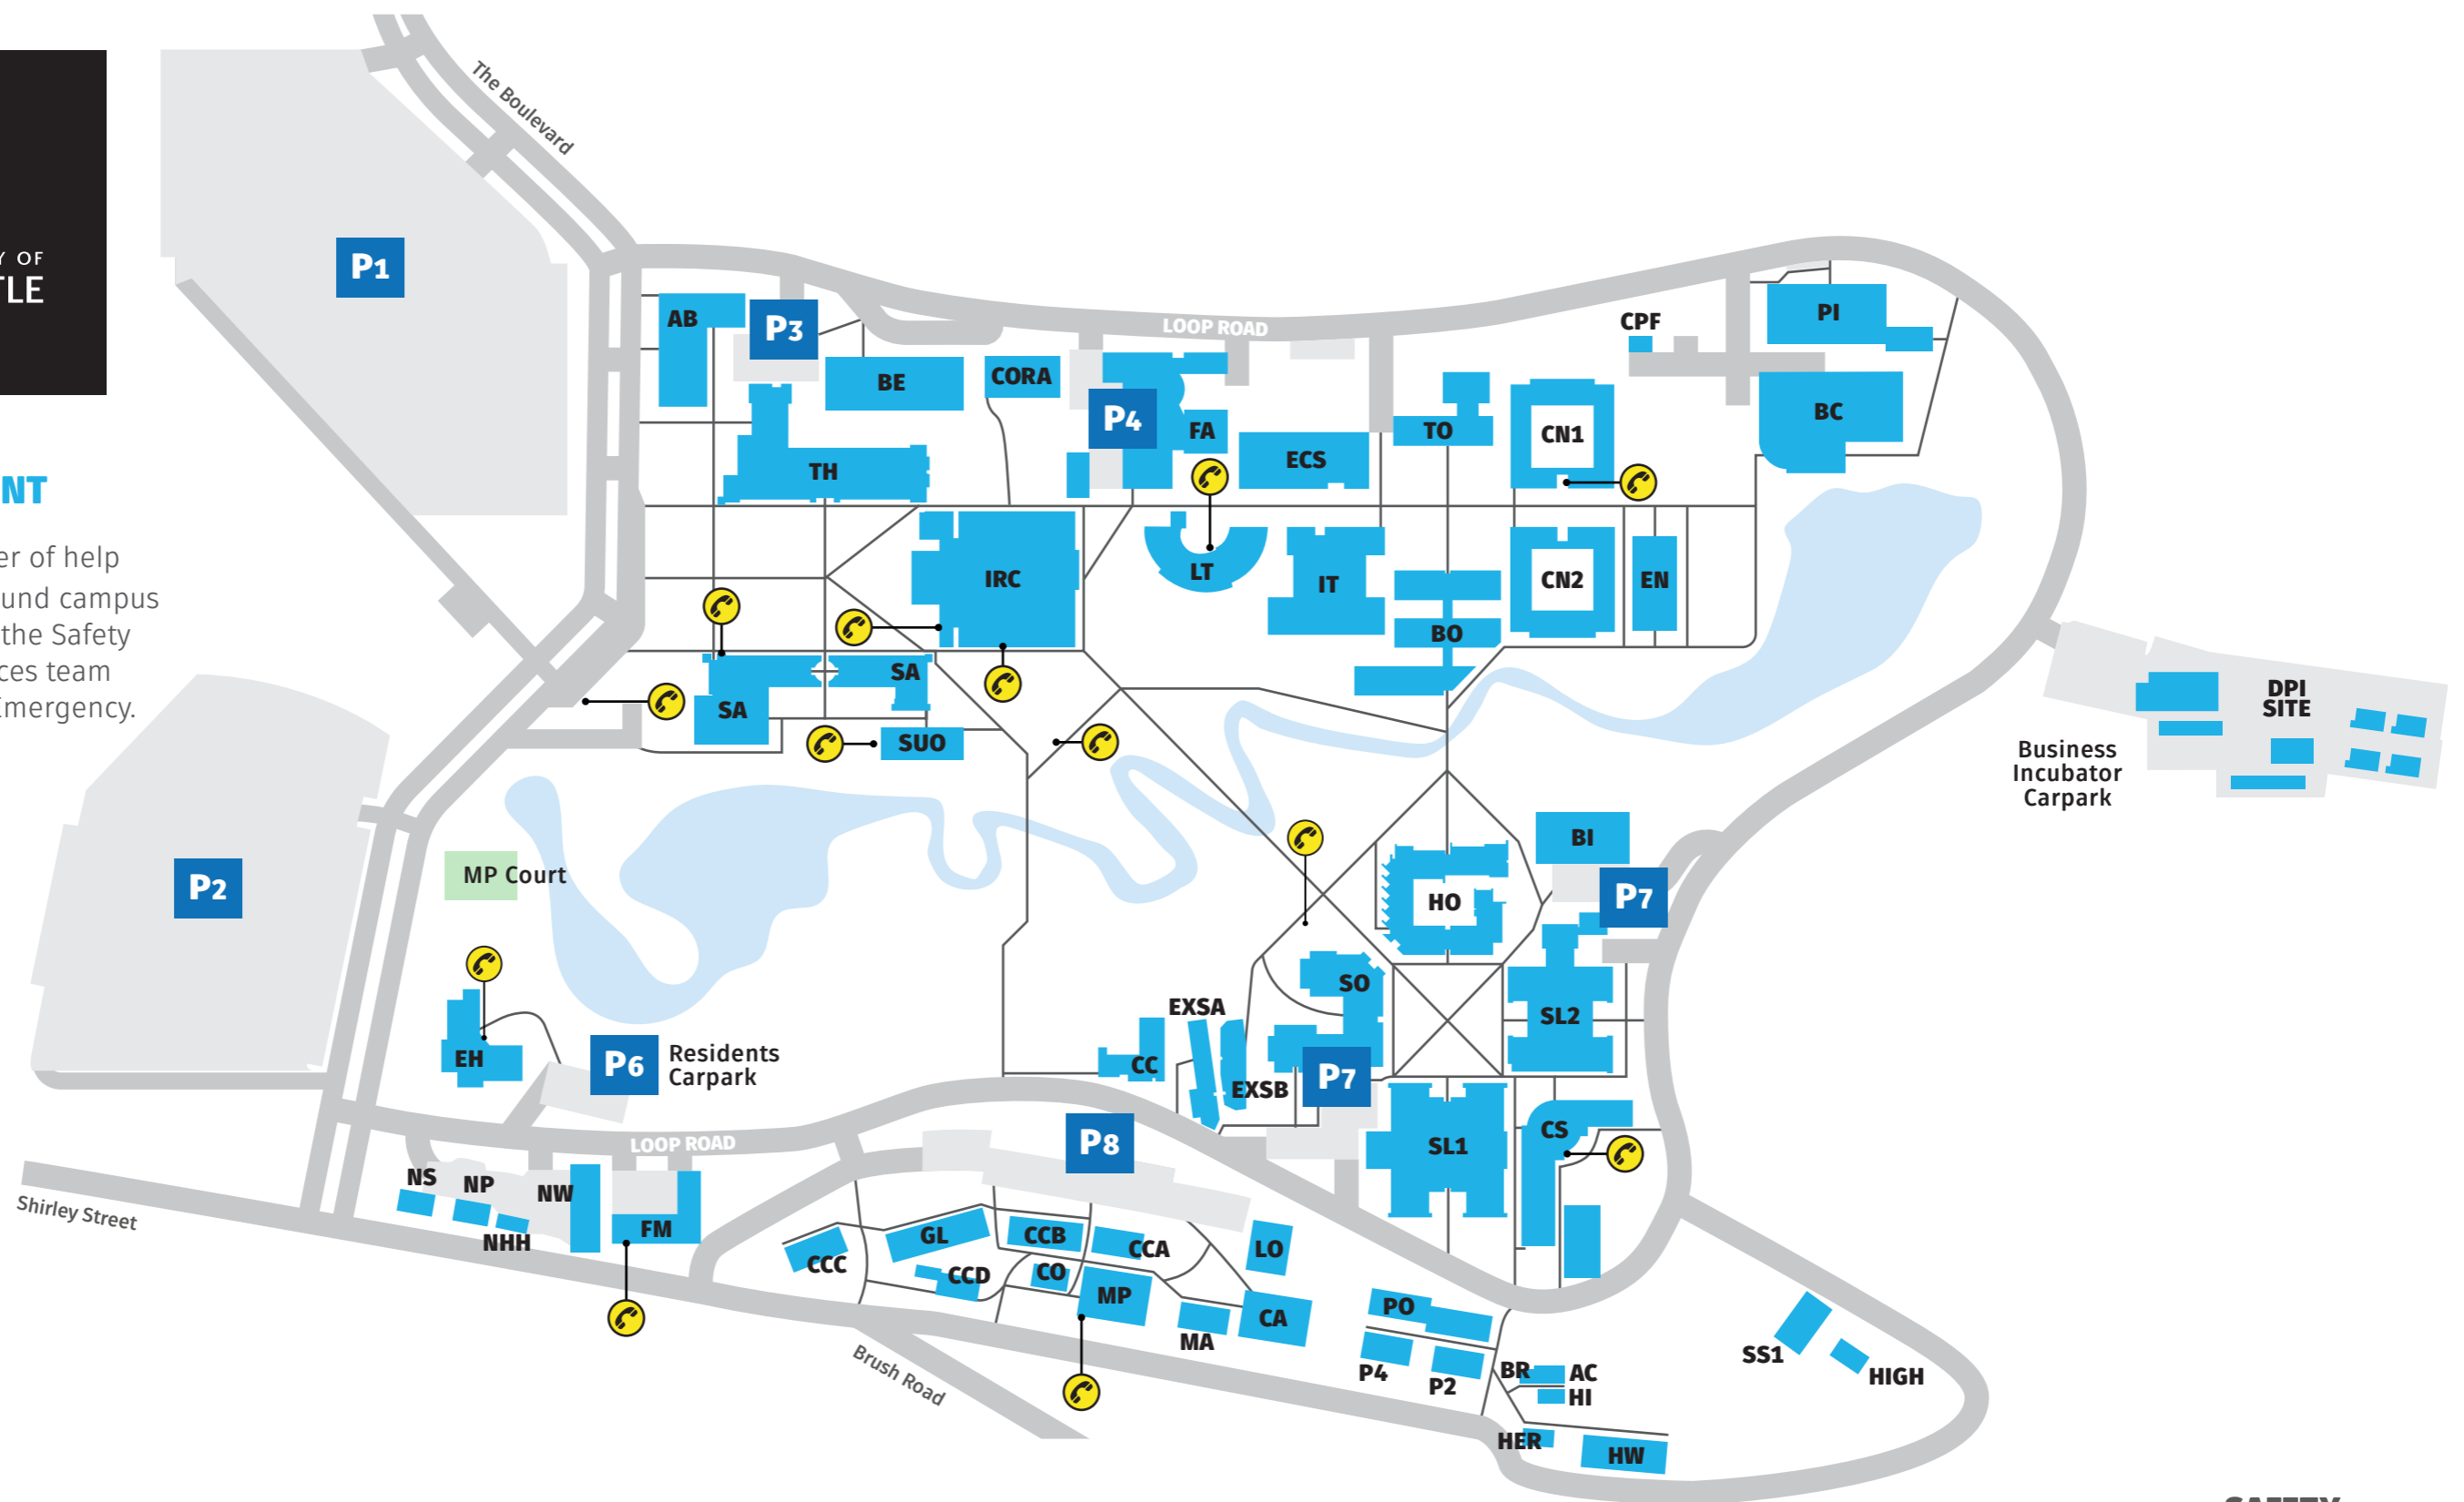 The Boulevard
Y OF
TLE
P1
NT
er of help
und campus
the Safety
ces team
Emergency.
LOOP ROAD
AB
P3
BE
CORA
P4
FA
ECS
TO
CN1
CPF
PI
BC
TH
IRC
LT
IT
BO
CN2
EN
SA
SA
SUO
DPI
SITE
Business
Incubator
Carpark
P2
MP Court
BI
P7
HO
SO
SL2
EXSA
CC
EXSB
P7
EH
P6
Residents
Carpark
P8
SL1
CS
LOOP ROAD
Shirley Street
NS
NP
NW
NHH
FM
CCC
GL
CCB
CCA
LO
CCD
CO
MP
MA
CA
Brush Road
PO
P4
P2
BR
AC
HI
HER
HW
SS1
HIGH
SAFETY